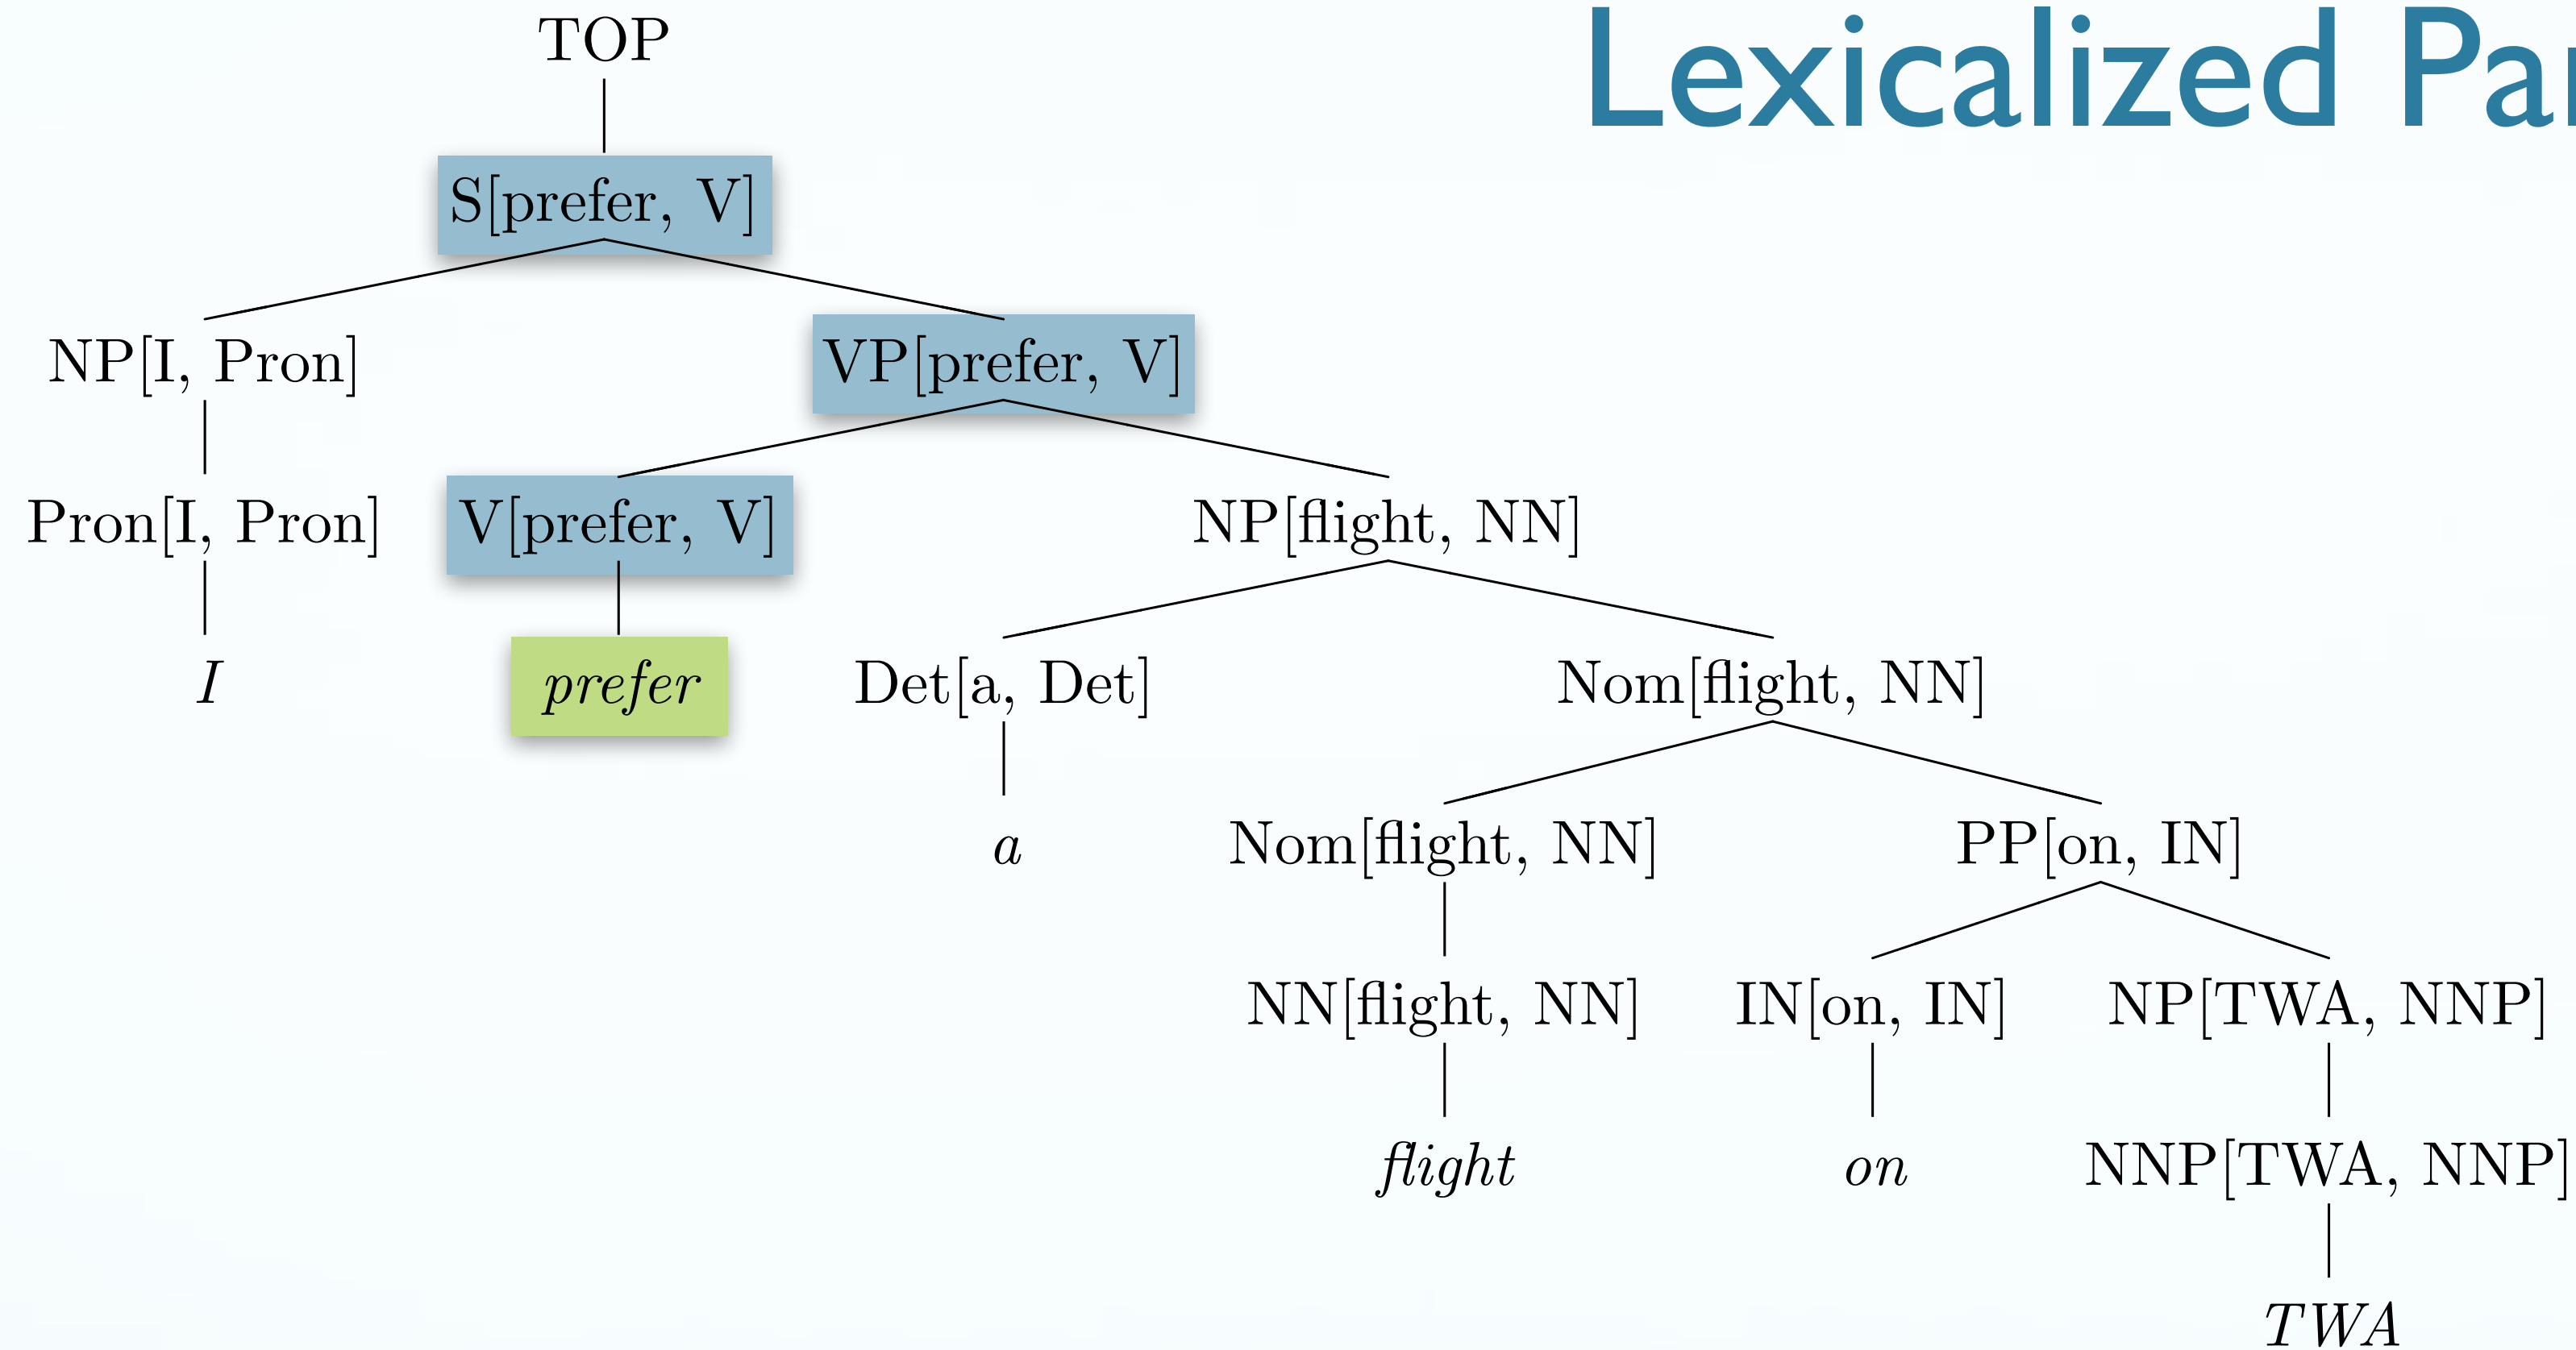 Lexicalized Par
TOP
S[prefer, V]
NP[I, Pron] VP[prefer, V]
Pron[I, Pron] V[prefer, V] NP[flight, NN]
I prefer Det[a, Det] Nom[flight, NN]
a Nom[flight, NN] PP[on, IN]
NN[flight, NN] IN[on, IN] NP[TWA, NNP]
flight on NNP[TWA, NNP]
TWA